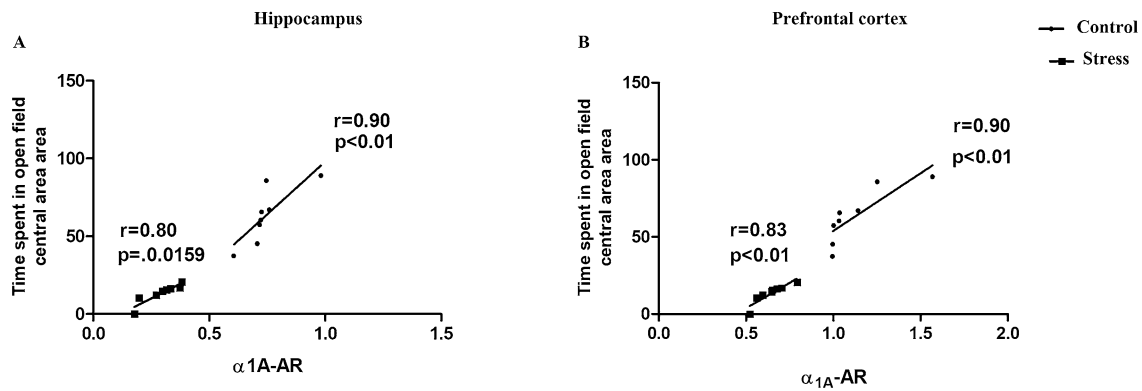 Hippocampus
Prefrontal cortex
A
B
Control
Stress
Time spent in open field
central area area
150
100
50
0
0.0
0.5
1.0
1.5
r=0.90
p<0.01
r=0.80
p=.0159
α1A-AR
Time spent in open field
central area area
150
100
50
0
0.0
0.5
1.0
1.5
2.0
r=0.90
p<0.01
r=0.83
p<0.01
α1A-AR